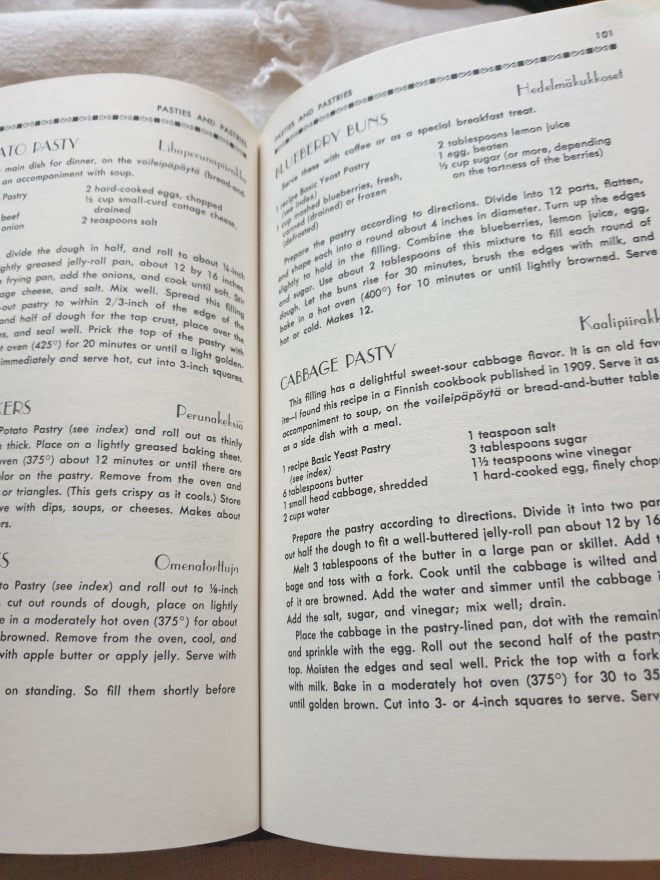 PASTIES AND PASTRIES
ATO PASTY Lihaperunapiirakka
main dish for dinner, on the voileipäpöytä (bread-and-
an accompaniment with soup.
Pastry
beef
onion
2 hard-cooked eggs, chopped
½ cup small-curd cottage cheese,
drained
2 teaspoons salt
divide the dough in half, and roll to about ¼-inch
ghtly greased jelly-roll pan, about 12 by 16 inches.
frying pan, add the onions, and cook until soft. Stir
age cheese, and salt. Mix well. Spread this filling
-out pastry to within 2/3-inch of the edge of the
and half of dough for the top crust, place over the
es, and seal well. Prick the top of the pastry with
t oven (425°) for 20 minutes or until a light golden-
immediately and serve hot, cut into 3-inch squares.
KERS Perunakeksiä
Potato Pastry (see index) and roll out as thinly
h thick. Place on a lightly greased baking sheet.
oven (375°) about 12 minutes or until there are
olor on the pastry. Remove from the oven and
or triangles. (This gets crispy as it cools.) Store
ve with dips, soups, or cheeses. Makes about
ers.
S Omenatorttuja
to Pastry (see index) and roll out to ⅛-inch
cut out rounds of dough, place on lightly
e in a moderately hot oven (375°) for about
browned. Remove from the oven, cool, and
with apple butter or apply jelly. Serve with
on standing. So fill them shortly before
101
PASTIES AND PASTRIES
BLUEBERRY BUNS Hedelmäkukkoset
Serve these with coffee or as a special breakfast treat.
1 recipe Basic Yeast Pastry
(see index)
1 cup mashed blueberries, fresh,
canned (drained) or frozen
(defrosted)
2 tablespoons lemon juice
1 egg, beaten
⅓ cup sugar (or more, depending
on the tartness of the berries)
Prepare the pastry according to directions. Divide into 12 parts, flatten,
and shape each into a round about 4 inches in diameter. Turn up the edges
slightly to hold in the filling. Combine the blueberries, lemon juice, egg,
and sugar. Use about 2 tablespoons of this mixture to fill each round of
dough. Let the buns rise for 30 minutes, brush the edges with milk, and
bake in a hot oven (400°) for 10 minutes or until lightly browned. Serve
hot or cold. Makes 12.
CABBAGE PASTY Kaalipiirakk
This filling has a delightful sweet-sour cabbage flavor. It is an old favo
ite—I found this recipe in a Finnish cookbook published in 1909. Serve it as
accompaniment to soup, on the voileipäpöytä or bread-and-butter table
as a side dish with a meal.
1 recipe Basic Yeast Pastry
(see index)
6 tablespoons butter
1 small head cabbage, shredded
2 cups water
1 teaspoon salt
3 tablespoons sugar
1½ teaspoons wine vinegar
1 hard-cooked egg, finely chopp
Prepare the pastry according to directions. Divide it into two par
out half the dough to fit a well-buttered jelly-roll pan about 12 by 16
Melt 3 tablespoons of the butter in a large pan or skillet. Add t
bage and toss with a fork. Cook until the cabbage is wilted and
of it are browned. Add the water and simmer until the cabbage i
Add the salt, sugar, and vinegar; mix well; drain.
Place the cabbage in the pastry-lined pan, dot with the remaini
and sprinkle with the egg. Roll out the second half of the pastry
top. Moisten the edges and seal well. Prick the top with a fork
with milk. Bake in a moderately hot oven (375°) for 30 to 35
until golden brown. Cut into 3- or 4-inch squares to serve. Serv